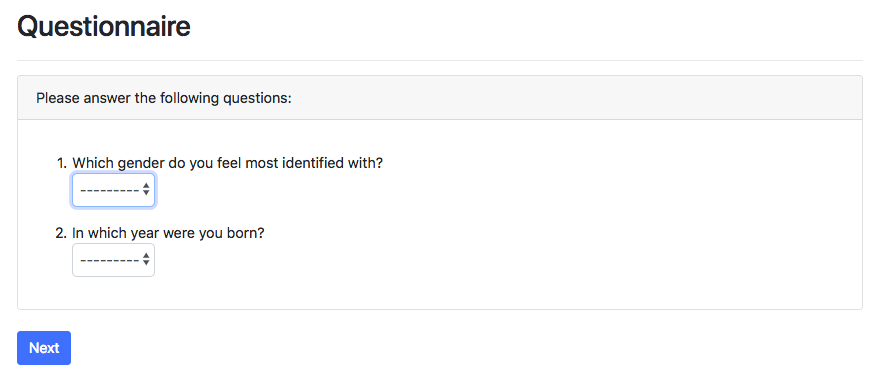 Questionnaire
Please answer the following questions:
1. Which gender do you feel most identified with?
---------
2. In which year were you born?
---------
Next